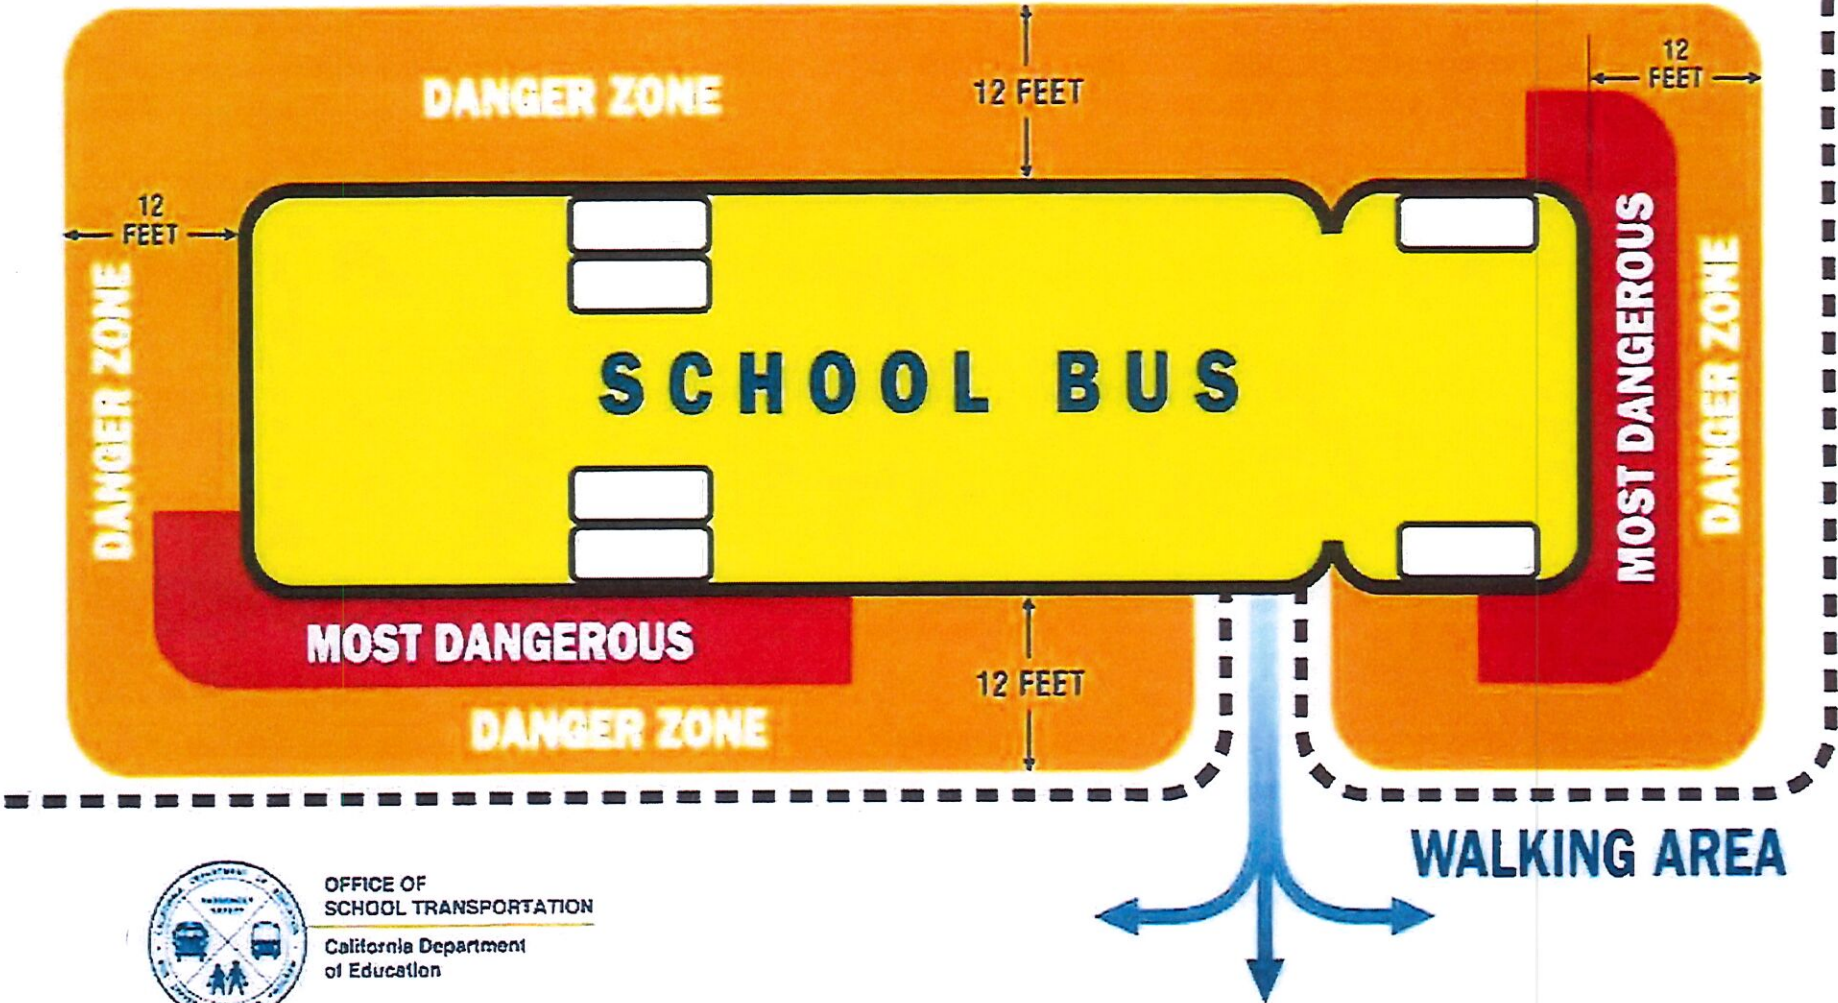 DANGER ZONE
12 FEET
12
FEET
12
FEET
DANGER ZONE
SCHOOL BUS
MOST DANGEROUS
DANGER ZONE
MOST DANGEROUS
12 FEET
DANGER ZONE
WALKING AREA
OFFICE OF
SCHOOL TRANSPORTATION
California Department
of Education